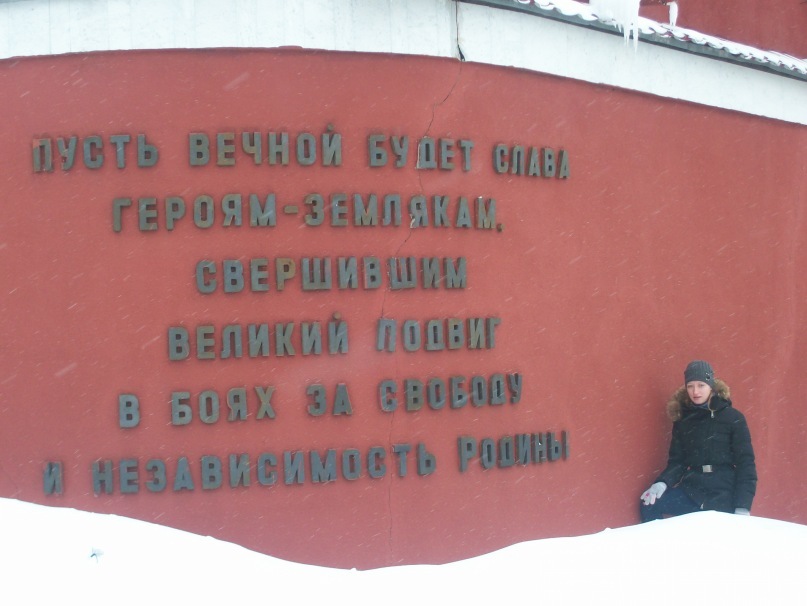 ПУСТЬ ВЕЧНОЙ БУДЕТ СЛАВА
ГЕРОЯМ-ЗЕМЛЯКАМ,
СВЕРШИВШИМ
ВЕЛИКИЙ ПОДВИГ
В БОЯХ ЗА СВОБОДУ
И НЕЗАВИСИМОСТЬ РОДИНЫ